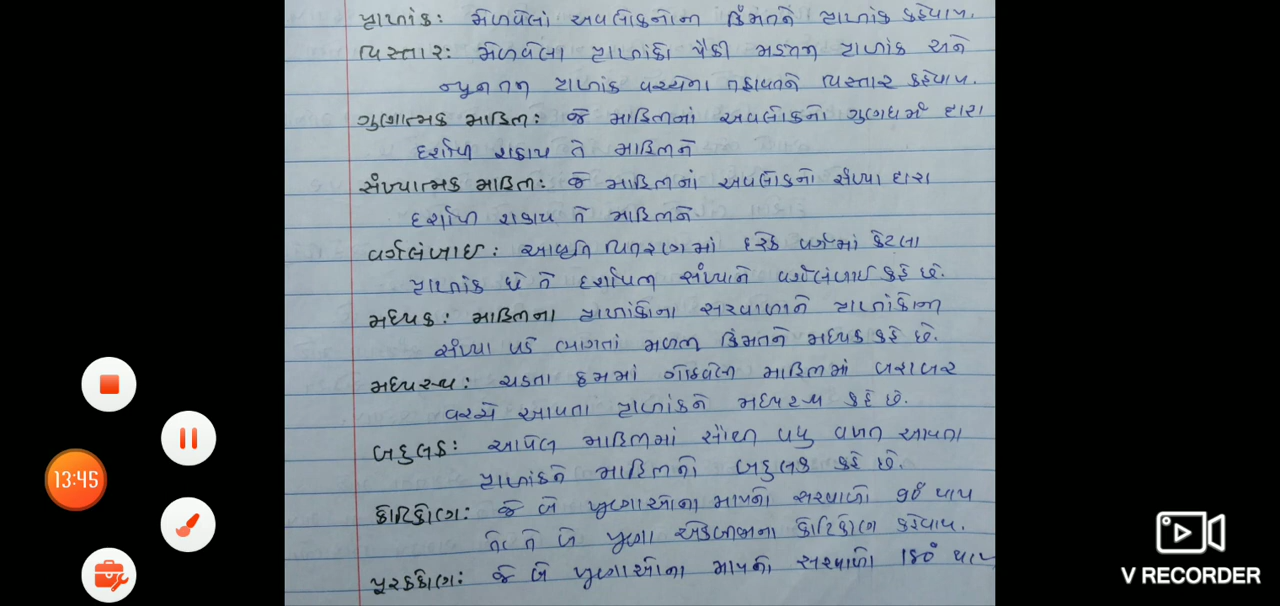 પ્રાપ્તાંક: મેળવેલાં અવલોકનોની કિંમતને પ્રાપ્તાંક કહેવાય.
વિસ્તાર: મેળવેલા પ્રાપ્તાંકો પૈકી મહત્તમ પ્રાપ્તાંક અને
ન્યૂનતમ પ્રાપ્તાંક વચ્ચેના તફાવતને વિસ્તાર કહેવાય.
ગુણાત્મક માહિતી: જે માહિતીનાં અવલોકનો ગુણધર્મ દ્વારા
દર્શાવી શકાય તે માહિતીને
સંખ્યાત્મક માહિતી: જે માહિતીનાં અવલોકનો સંખ્યા દ્વારા
દર્શાવી શકાય તે માહિતીને
વર્ગલંબાઈ: આવૃત્તિ વિતરણમાં દરેક વર્ગમાં કેટલા
પ્રાપ્તાંક છે તે દર્શાવતી સંખ્યાને વર્ગલંબાઈ કહે છે.
મધ્યક: માહિતીના પ્રાપ્તાંકોના સરવાળાને પ્રાપ્તાંકોની
સંખ્યા વડે ભાગતાં મળતી કિંમતને મધ્યક કહે છે.
મધ્યસ્થ: ચડતા ક્રમમાં ગોઠવેલી માહિતીમાં બરાબર
વચ્ચે આવતા પ્રાપ્તાંકને મધ્યસ્થ કહે છે.
બહુલક: આપેલ માહિતીમાં સૌથી વધુ વખત આવતા
પ્રાપ્તાંકને માહિતીનો બહુલક કહે છે.
કોટિકોણ: જે બે ખૂણાઓના માપનો સરવાળો 90° થાય
તો તે બે ખૂણા એકબીજાના કોટિકોણ કહેવાય.
પૂરકકોણ: જે બે ખૂણાઓના માપનો સરવાળો 180° થાય
13:45
V RECORDER